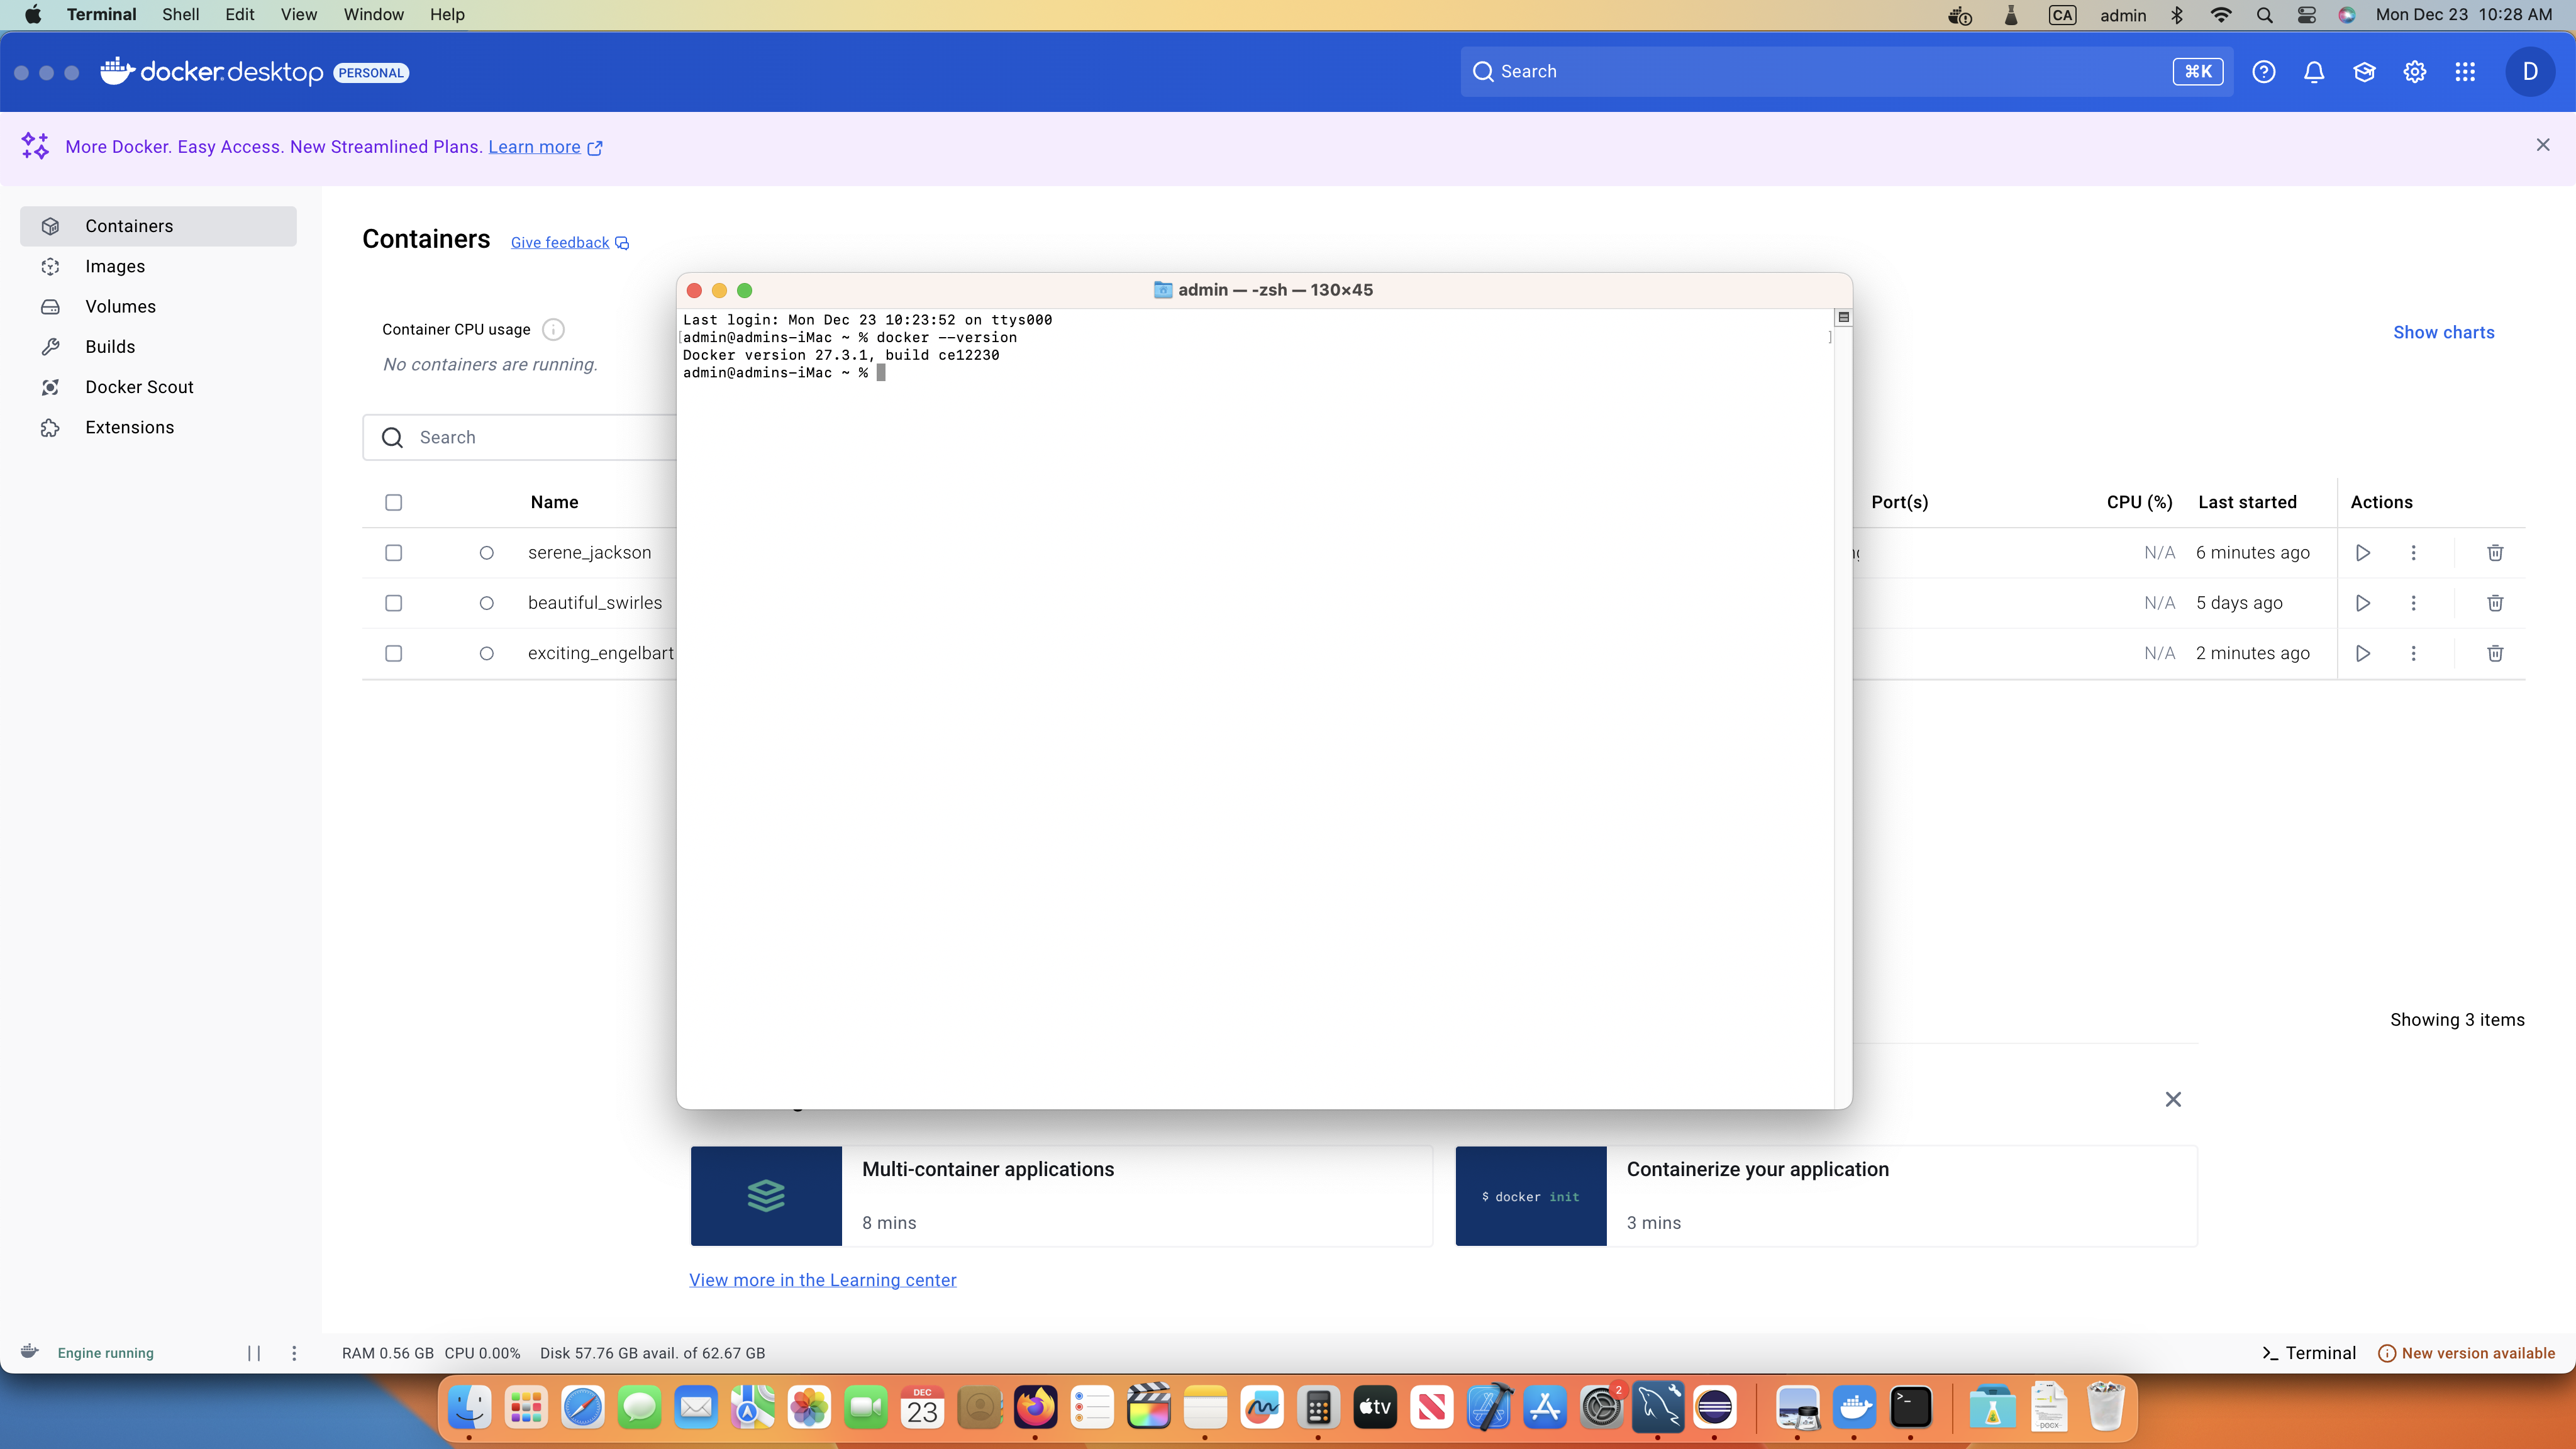 Terminal Shell Edit View Window Help
CA admin Mon Dec 23 10:28 AM
docker.desktop PERSONAL
Search ⌘K
D
More Docker. Easy Access. New Streamlined Plans. Learn more
Containers
Images
Volumes
Builds
Docker Scout
Extensions
Containers Give feedback
Container CPU usage
No containers are running.
Show charts
Search
Name Port(s) CPU (%) Last started Actions
serene_jackson N/A 6 minutes ago
beautiful_swirles N/A 5 days ago
exciting_engelbart N/A 2 minutes ago
admin — -zsh — 130×45
Last login: Mon Dec 23 10:23:52 on ttys000
[admin@admins-iMac ~ % docker --version ]
Docker version 27.3.1, build ce12230
admin@admins-iMac ~ %
Showing 3 items
Multi-container applications
8 mins
$ docker init
Containerize your application
3 mins
View more in the Learning center
Engine running
RAM 0.56 GB CPU 0.00% Disk 57.76 GB avail. of 62.67 GB
>_ Terminal
New version available
DEC
23
tv
2
DOCX